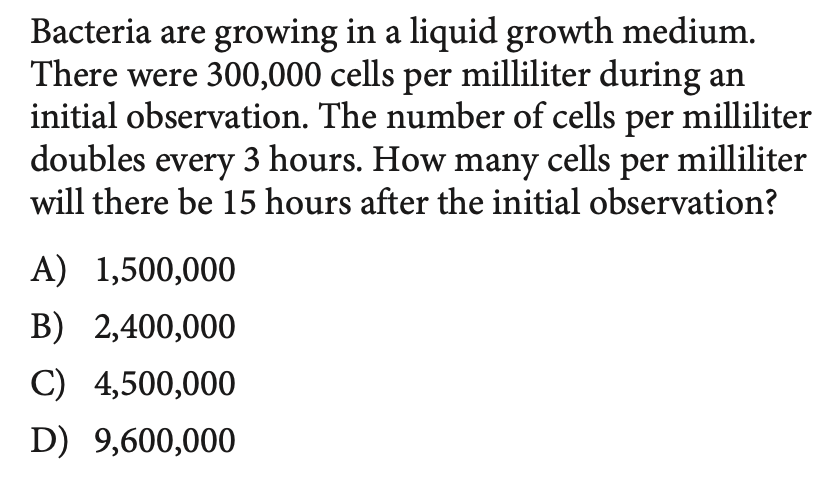 Bacteria are growing in a liquid growth medium.
There were 300,000 cells per milliliter during an
initial observation. The number of cells per milliliter
doubles every 3 hours. How many cells per milliliter
will there be 15 hours after the initial observation?
A) 1,500,000
B) 2,400,000
C) 4,500,000
D) 9,600,000